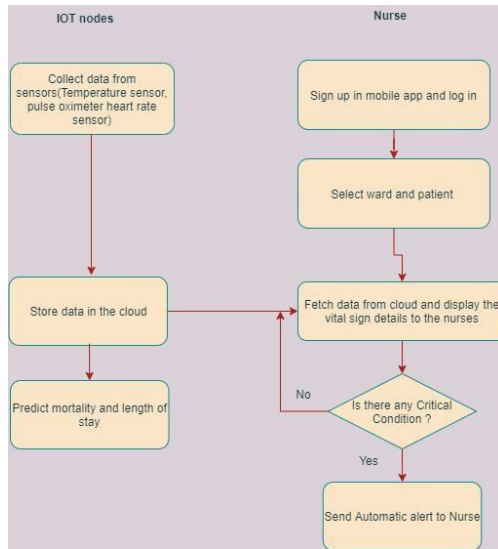 IOT nodes
Nurse
Collect data from
sensors(Temperature sensor,
pulse oximeter heart rate
sensor)
Sign up in mobile app and log in
Select ward and patient
Store data in the cloud
Fetch data from cloud and display the
vital sign details to the nurses
Predict mortality and length of
stay
No
Is there any Critical
Condition ?
Yes
Send Automatic alert to Nurse